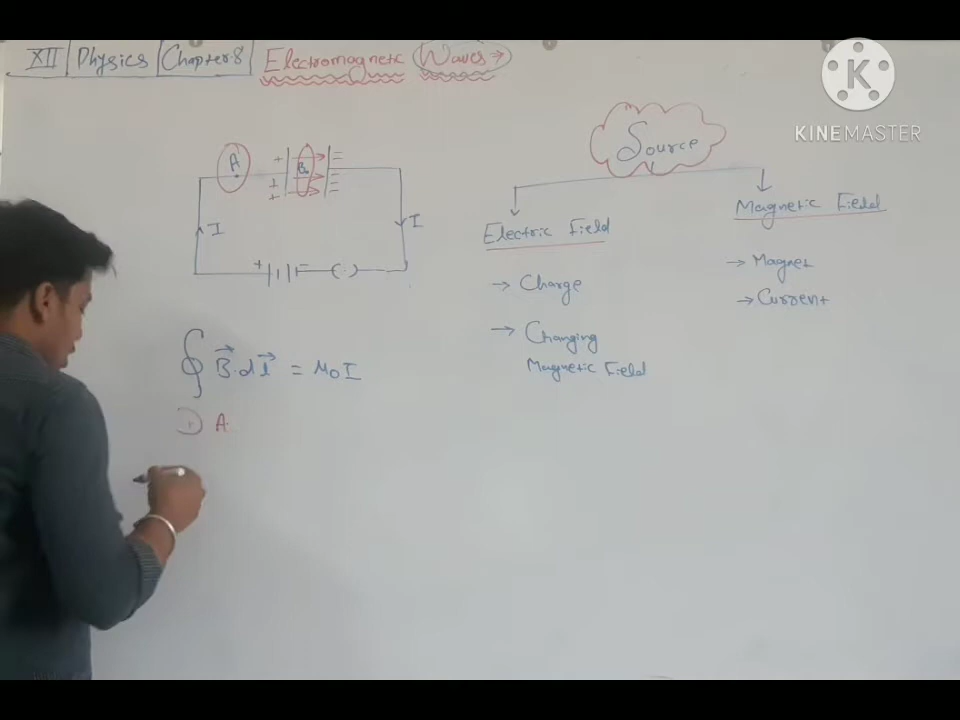 XII | Physics | Chapter 8 | Electromagnetic Waves →
K
KINEMASTER
Source
Electric Field
Magnetic Field
→ Charge
→ Magnet
→ Changing
Magnetic Field
→ Current
A
B
+ + +
I
I
+ -
∮ B⃗.dl⃗ = μ0I
1) A.